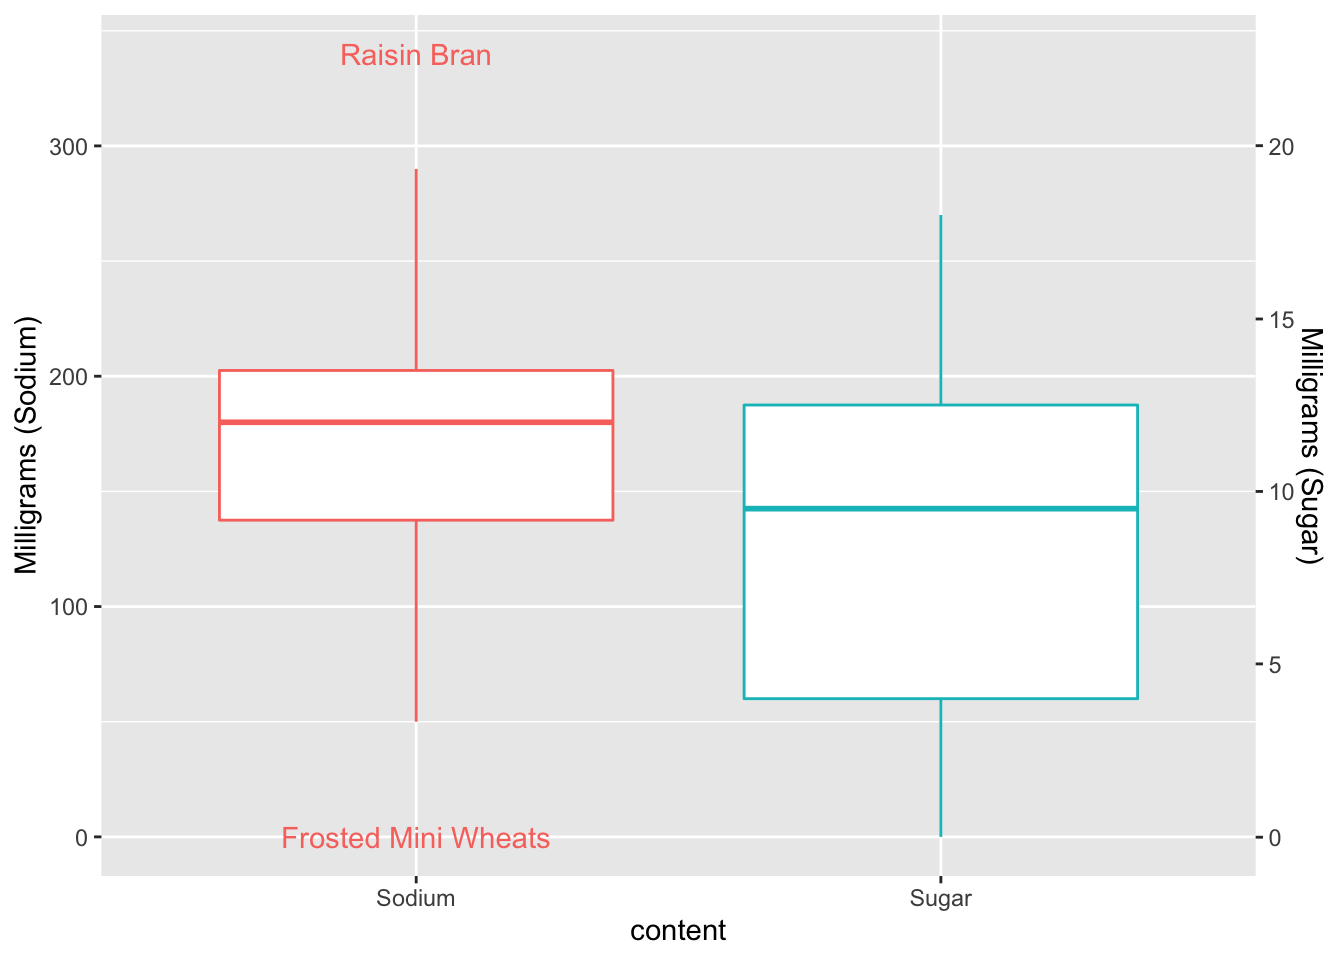 Raisin Bran
300
200
100
0
Milligrams (Sodium)
20
15
10
5
0
Milligrams (Sugar)
Frosted Mini Wheats
Sodium
Sugar
content